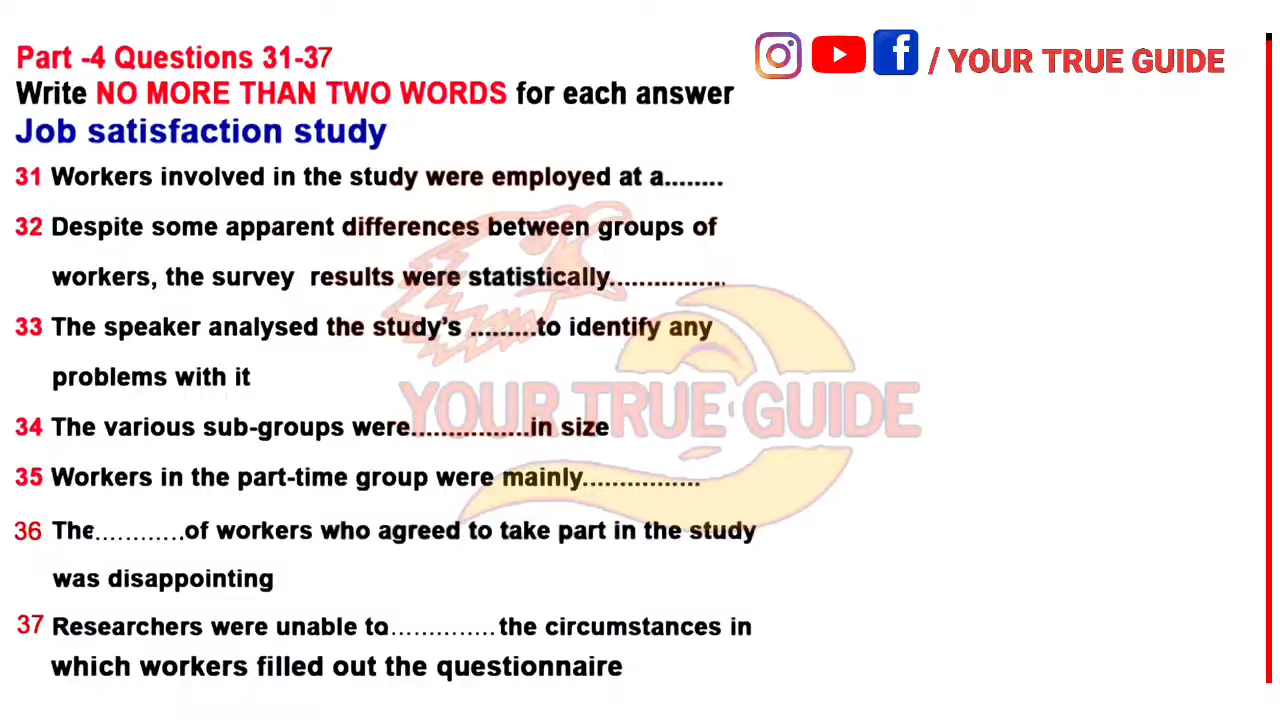 Part -4 Questions 31-37
/ YOUR TRUE GUIDE
Write NO MORE THAN TWO WORDS for each answer
Job satisfaction study
31 Workers involved in the study were employed at a........
32 Despite some apparent differences between groups of
workers, the survey results were statistically................
33 The speaker analysed the study's .........to identify any
problems with it
YOUR TRUE GUIDE
34 The various sub-groups were................in size
35 Workers in the part-time group were mainly................
36 The.............of workers who agreed to take part in the study
was disappointing
37 Researchers were unable to............... the circumstances in
which workers filled out the questionnaire